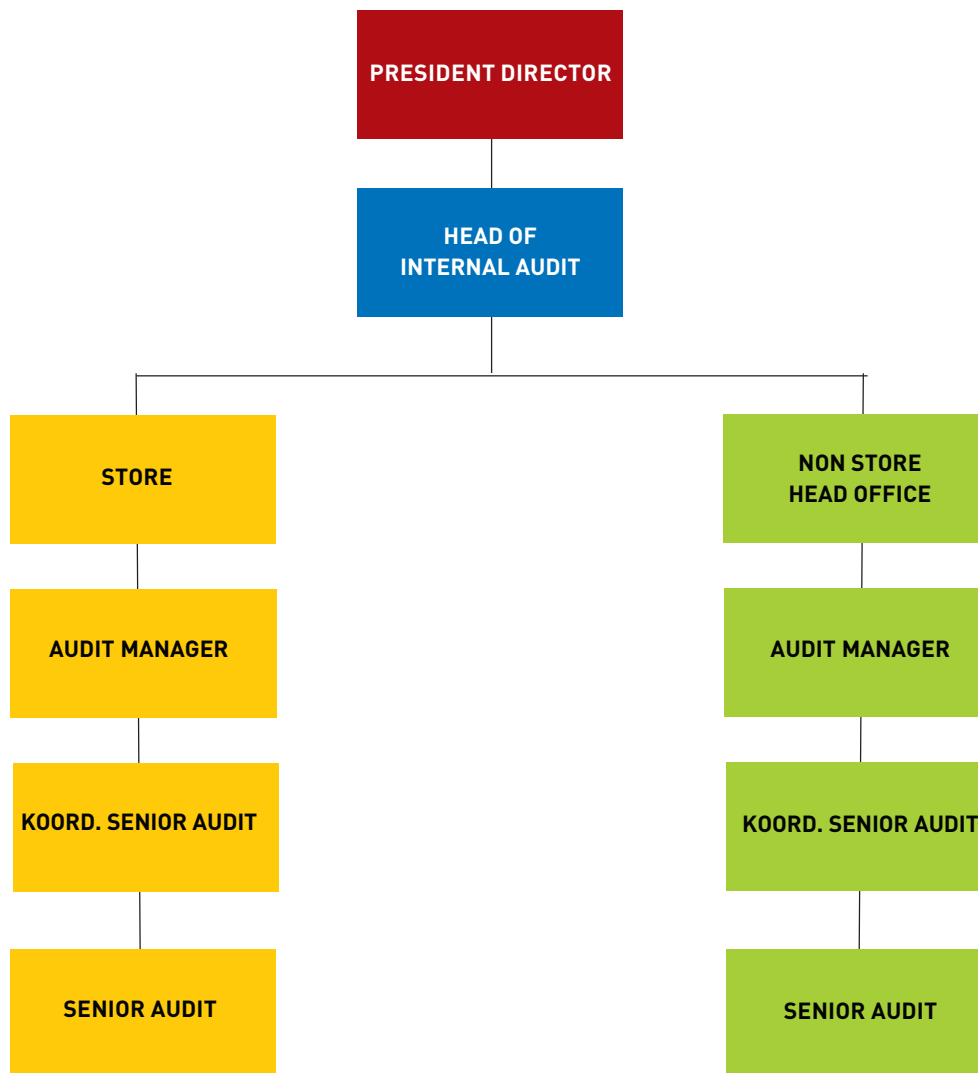 PRESIDENT DIRECTOR
HEAD OF
INTERNAL AUDIT
STORE
NON STORE
HEAD OFFICE
AUDIT MANAGER
AUDIT MANAGER
KOORD. SENIOR AUDIT
KOORD. SENIOR AUDIT
SENIOR AUDIT
SENIOR AUDIT